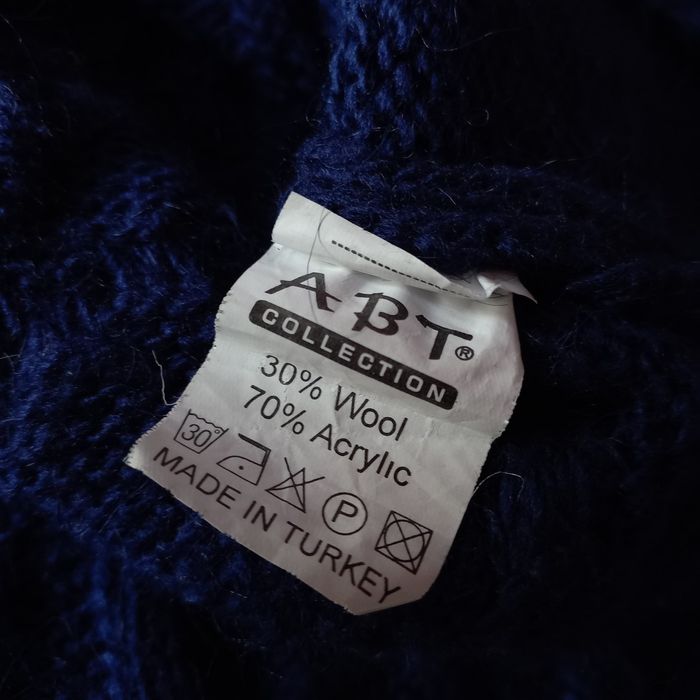 ABT®
COLLECTION
30% Wool
70% Acrylic
30°
P
MADE IN TURKEY